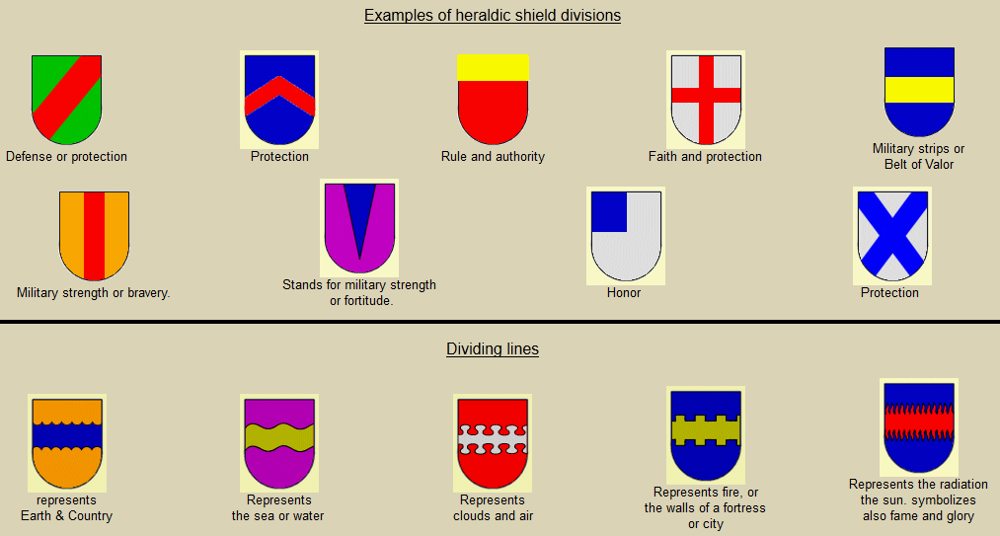 Examples of heraldic shield divisions
Defense or protection
Protection
Rule and authority
Faith and protection
Military strips or
Belt of Valor
Military strength or bravery.
Stands for military strength
or fortitude.
Honor
Protection
Dividing lines
represents
Earth & Country
Represents
the sea or water
Represents
clouds and air
Represents fire, or
the walls of a fortress
or city
Represents the radiation
the sun. symbolizes
also fame and glory